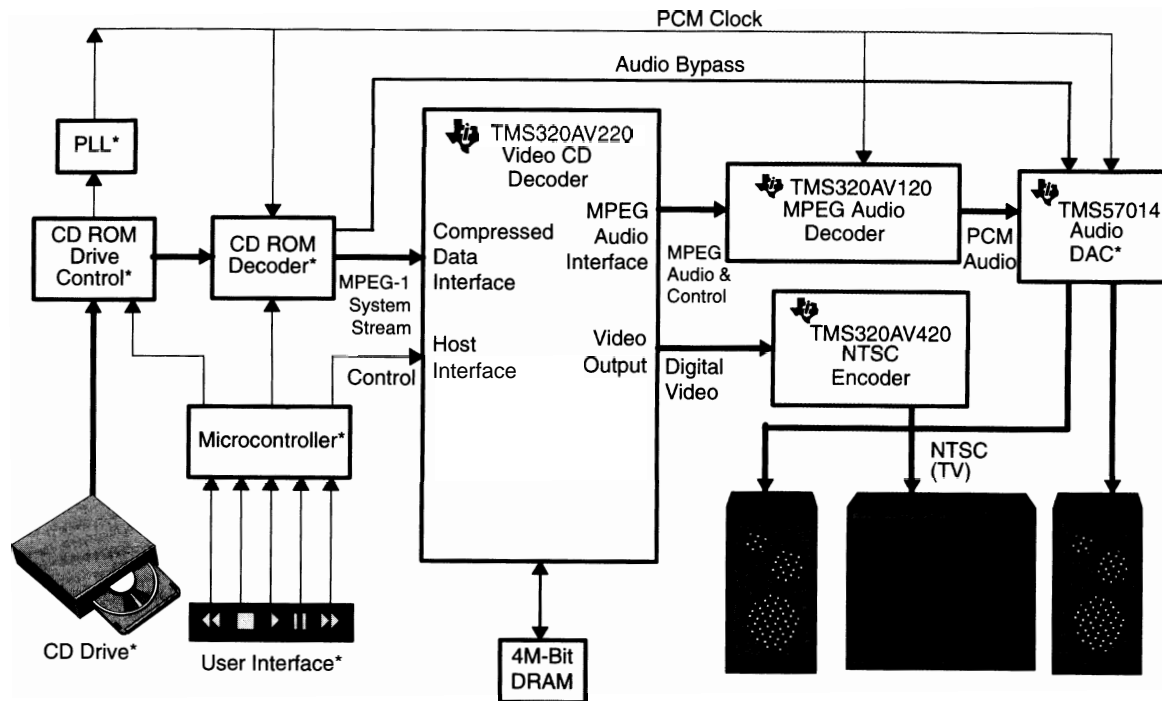 PCM Clock
Audio Bypass
PLL*
CD ROM
Drive
Control*
CD ROM
Decoder*
MPEG-1
System
Stream
TMS320AV220
Video CD
Decoder
Compressed
Data
Interface
MPEG
Audio
Interface
Host
Interface
Video
Output
Control
MPEG
Audio &
Control
TMS320AV120
MPEG Audio
Decoder
PCM
Audio
TMS57014
Audio
DAC*
Digital
Video
TMS320AV420
NTSC
Encoder
NTSC
(TV)
Microcontroller*
CD Drive*
User Interface*
4M-Bit
DRAM